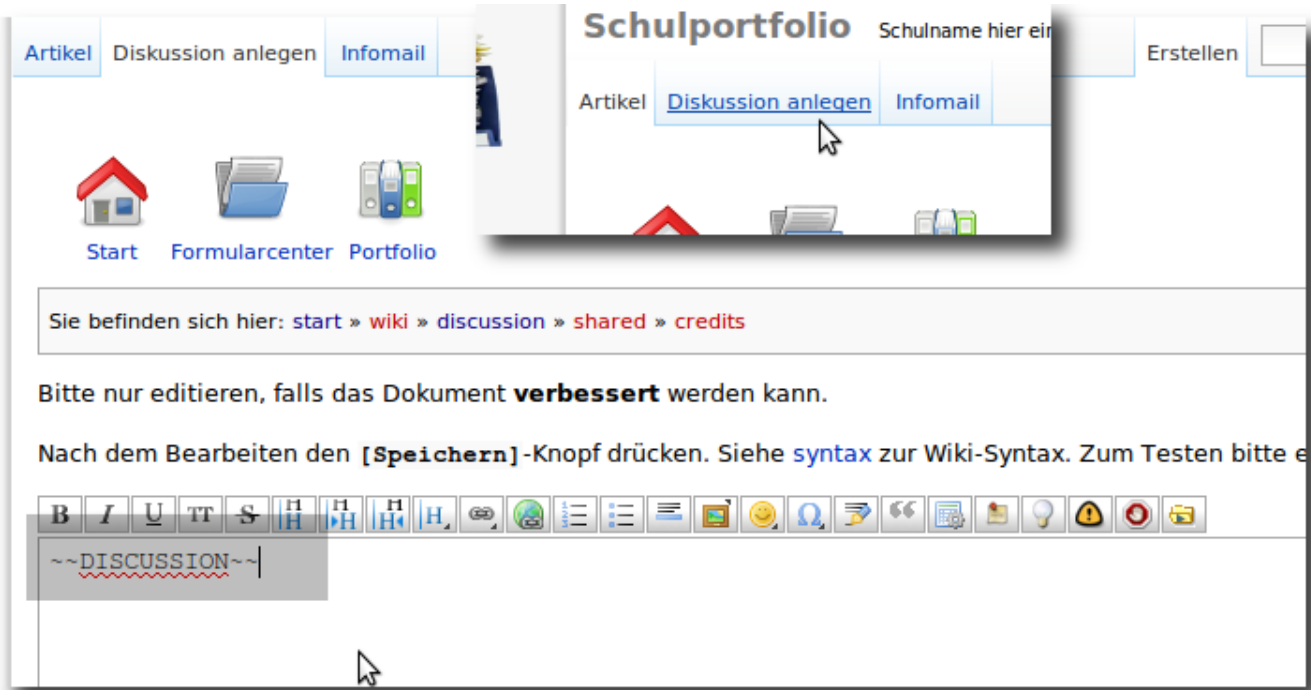 Schulportfolio Schulname hier ein
Artikel Diskussion anlegen Infomail
Erstellen
Artikel Diskussion anlegen Infomail
Start Formularcenter Portfolio
Sie befinden sich hier: start » wiki » discussion » shared » credits
Bitte nur editieren, falls das Dokument verbessert werden kann.
Nach dem Bearbeiten den [Speichern]-Knopf drücken. Siehe syntax zur Wiki-Syntax. Zum Testen bitte e
B I U TT S H H H H Ω
~~DISCUSSION~~